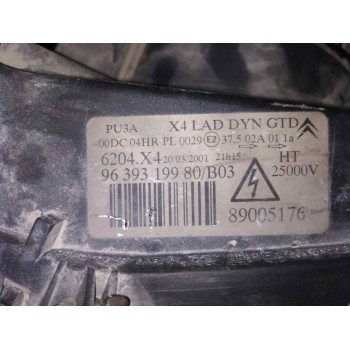 PU3A X4 LAD DYN GTD
00DC 04HR PL 0029 E2 37.5 02A 01 1a
6204.X4 20/03/2001 21h15 HT
96 393 199 80/B03 25000V
89005176